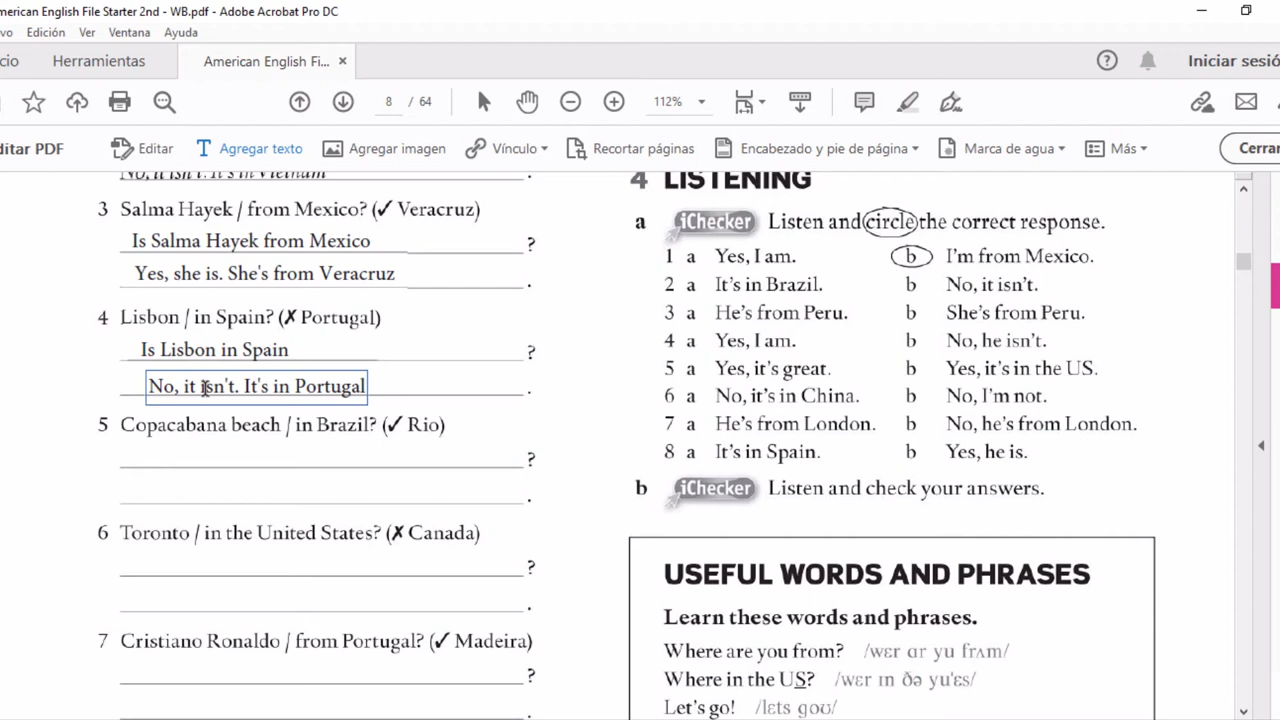 merican English File Starter 2nd - WB.pdf - Adobe Acrobat Pro DC
vo Edición Ver Ventana Ayuda
cio Herramientas American English Fi... × ? Iniciar sesió
8 / 64 112%
ditar PDF Editar Agregar texto Agregar imagen Vínculo Recortar páginas Encabezado y pie de página Marca de agua Más Cerrar
No, it isn't. It's in Vietnam .
3 Salma Hayek / from Mexico? (✓ Veracruz)
Is Salma Hayek from Mexico ?
Yes, she is. She's from Veracruz .
4 Lisbon / in Spain? (✗ Portugal)
Is Lisbon in Spain ?
No, it isn't. It's in Portugal .
5 Copacabana beach / in Brazil? (✓ Rio)
?
.
6 Toronto / in the United States? (✗ Canada)
?
.
7 Cristiano Ronaldo / from Portugal? (✓ Madeira)
?
.
4 LISTENING
a iChecker Listen and circle the correct response.
1 a Yes, I am. b I'm from Mexico.
2 a It's in Brazil. b No, it isn't.
3 a He's from Peru. b She's from Peru.
4 a Yes, I am. b No, he isn't.
5 a Yes, it's great. b Yes, it's in the US.
6 a No, it's in China. b No, I'm not.
7 a He's from London. b No, he's from London.
8 a It's in Spain. b Yes, he is.
b iChecker Listen and check your answers.
USEFUL WORDS AND PHRASES
Learn these words and phrases.
Where are you from? /wɛr ɑr yu frʌm/
Where in the US? /wɛr ɪn ðə yu'ɛs/
Let's go! /lɛts goʊ/